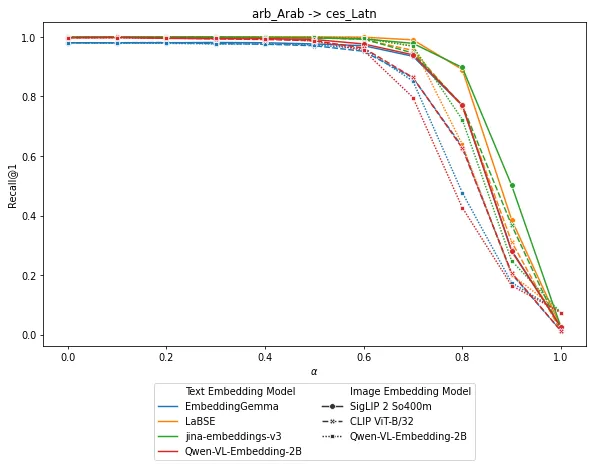 arb_Arab -> ces_Latn
Recall@1
1.0
0.8
0.6
0.4
0.2
0.0
0.0 0.2 0.4 0.6 0.8 1.0
α
Text Embedding Model
EmbeddingGemma
LaBSE
jina-embeddings-v3
Qwen-VL-Embedding-2B
Image Embedding Model
SigLIP 2 So400m
CLIP ViT-B/32
Qwen-VL-Embedding-2B